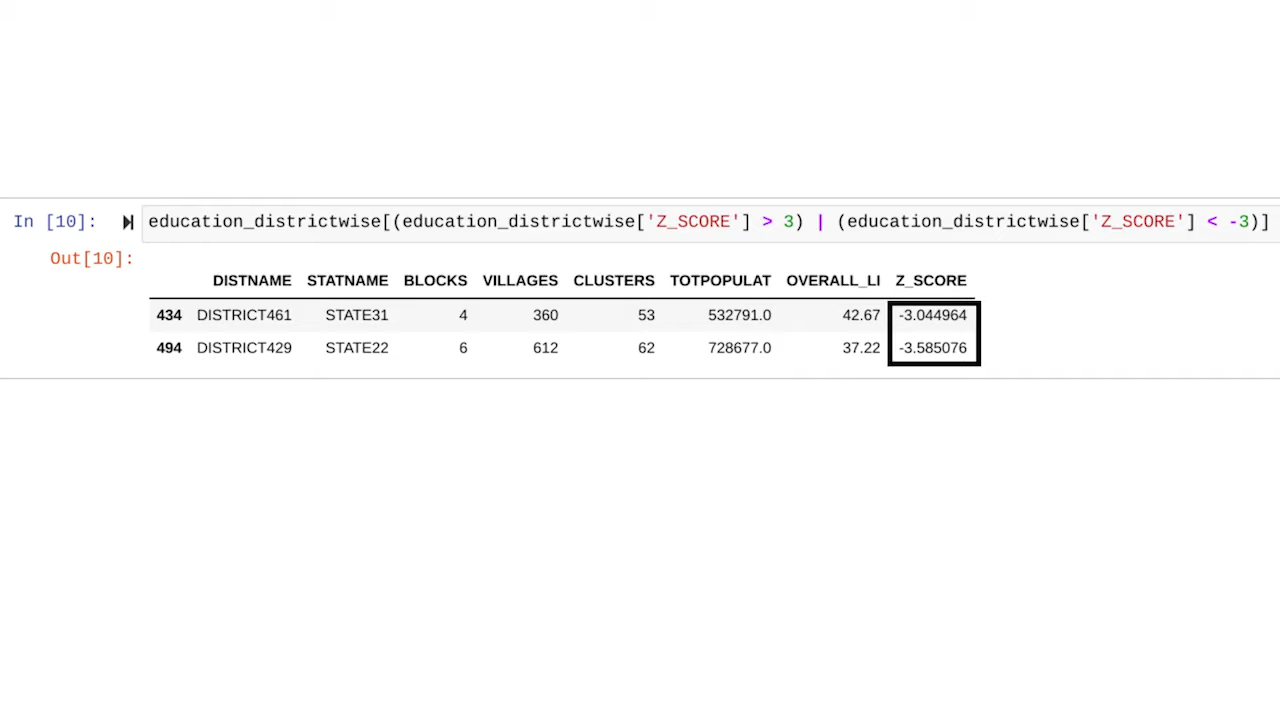 In [10]: education_districtwise[(education_districtwise['Z_SCORE'] > 3) | (education_districtwise['Z_SCORE'] < -3)]
Out[10]:
DISTNAME STATNAME BLOCKS VILLAGES CLUSTERS TOTPOPULAT OVERALL_LI Z_SCORE
434 DISTRICT461 STATE31 4 360 53 532791.0 42.67 -3.044964
494 DISTRICT429 STATE22 6 612 62 728677.0 37.22 -3.585076